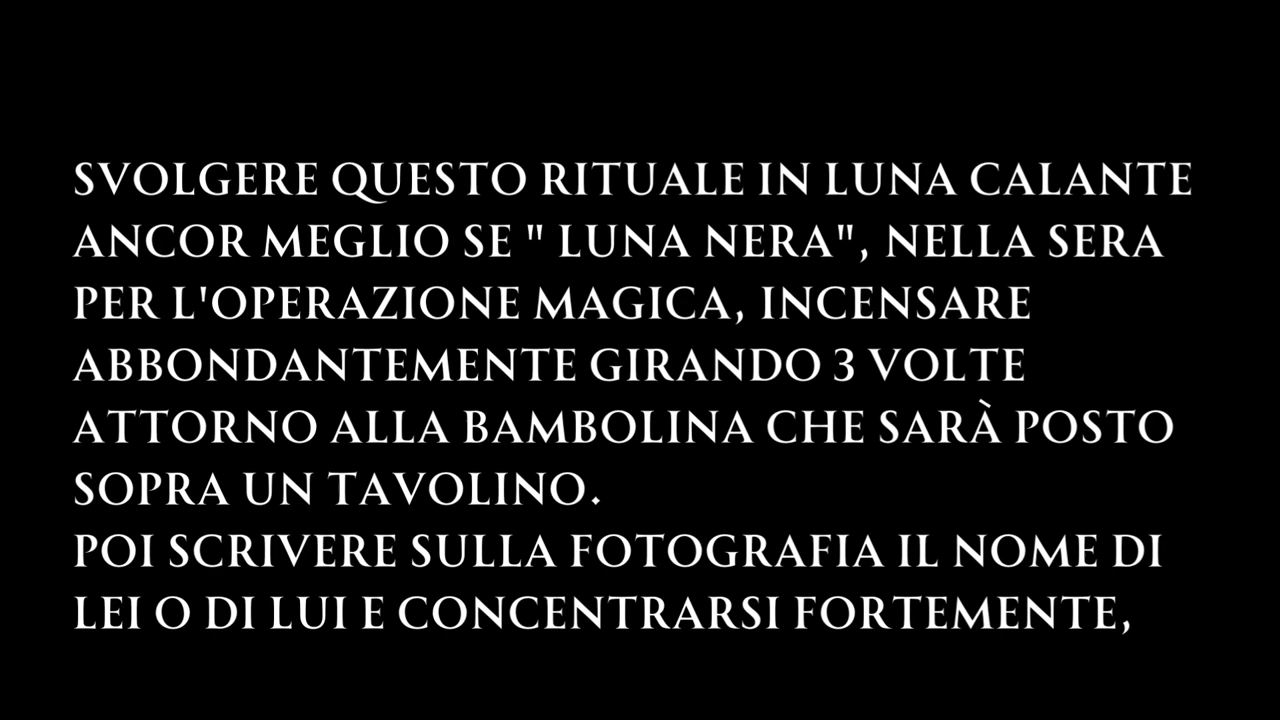 SVOLGERE QUESTO RITUALE IN LUNA CALANTE
ANCOR MEGLIO SE " LUNA NERA", NELLA SERA
PER L'OPERAZIONE MAGICA, INCENSARE
ABBONDANTEMENTE GIRANDO 3 VOLTE
ATTORNO ALLA BAMBOLINA CHE SARÀ POSTO
SOPRA UN TAVOLINO.
POI SCRIVERE SULLA FOTOGRAFIA IL NOME DI
LEI O DI LUI E CONCENTRARSI FORTEMENTE,